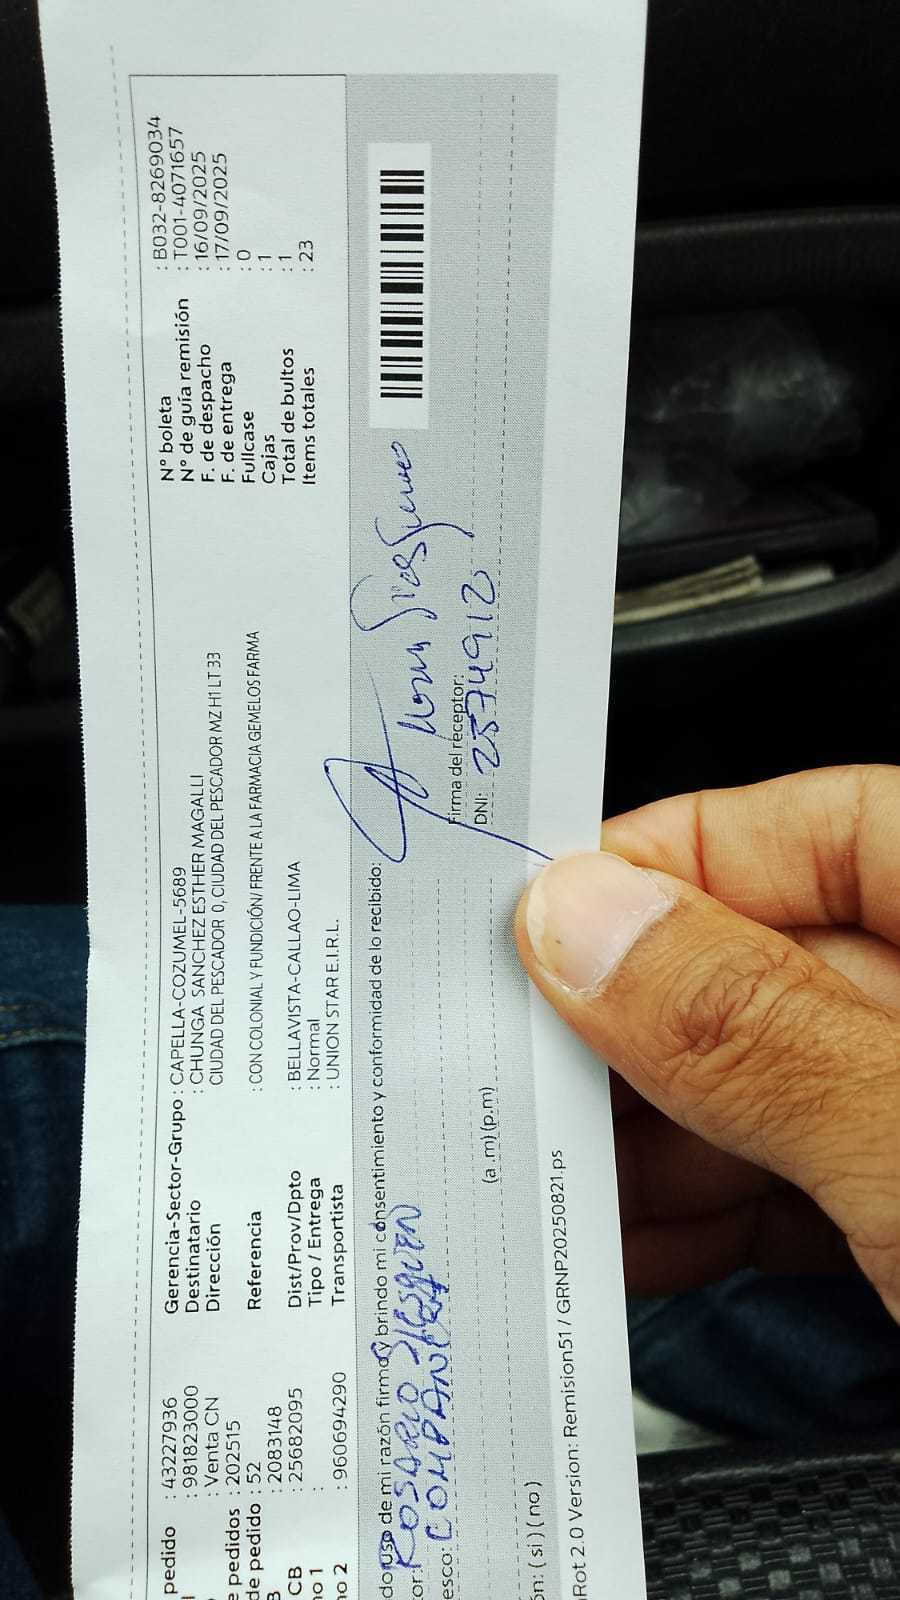 pedido : 43227936
l : 981823000
: Venta CN
e pedidos : 202515
de pedido : 52
B : 2083148
CB : 25682095
no 1 :
no 2 : 960694290
Gerencia-Sector-Grupo : CAPELLA-COZUMEL-5689
Destinatario : CHUNGA SANCHEZ ESTHER MAGALLI
Dirección CIUDAD DEL PESCADOR 0, CIUDAD DEL PESCADOR MZ H1 LT 33
Referencia : CON COLONIAL Y FUNDICIÓN/ FRENTE A LA FARMACIA GEMELOS FARMA
Dist/Prov/Dpto : BELLAVISTA-CALLAO-LIMA
Tipo / Entrega : Normal
Transportista : UNION STAR E.I.R.L.
N° boleta : B032-8269034
N° de guía remisión : T001-4071657
F. de despacho : 16/09/2025
F. de entrega : 17/09/2025
Fullcase : 0
Cajas : 1
Total de bultos : 1
Items totales : 23
do uso de mi razón firmo y brindo mi consentimiento y conformidad de lo recibido:
tor: ROSARIO
esco:
(a .m) (p.m)
Firma del receptor:
DNI: 2574912
ón: ( si ) ( no )
Rot 2.0 Version: Remision51 / GRNP20250821.ps